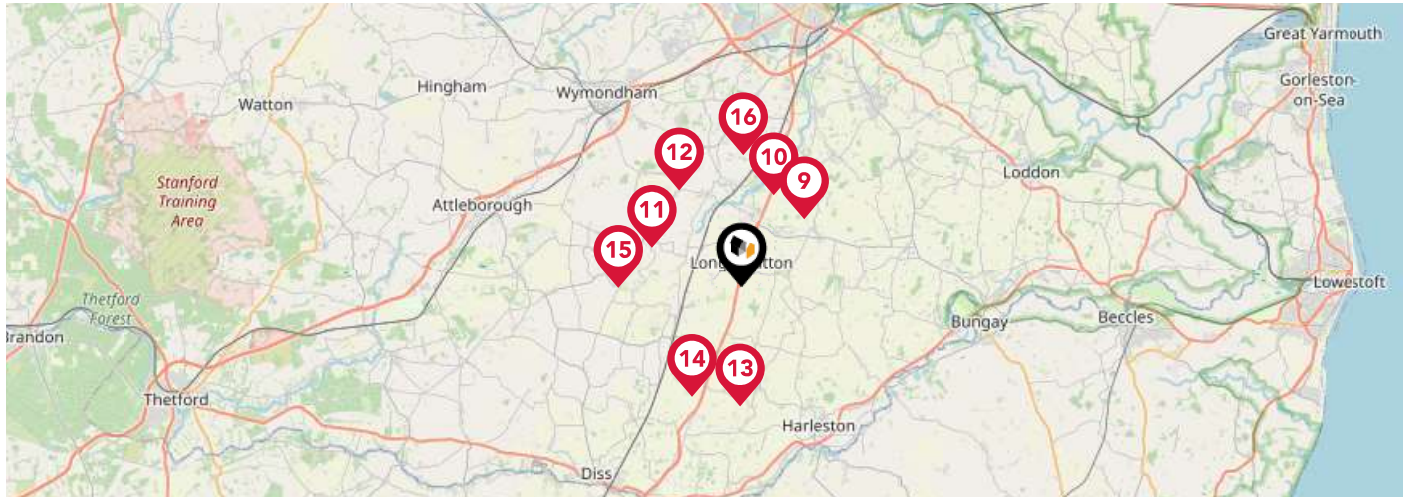 Great Yarmouth
Gorleston-
on-Sea
Hingham
Wymondham
Watton
16
12
10
Stanford
Training
Area
9
Loddon
Attleborough
11
15
Long
tton
Lowestoft
Thetford
Forest
Brandon
Bungay
Beccles
14
13
Thetford
Harleston
Diss